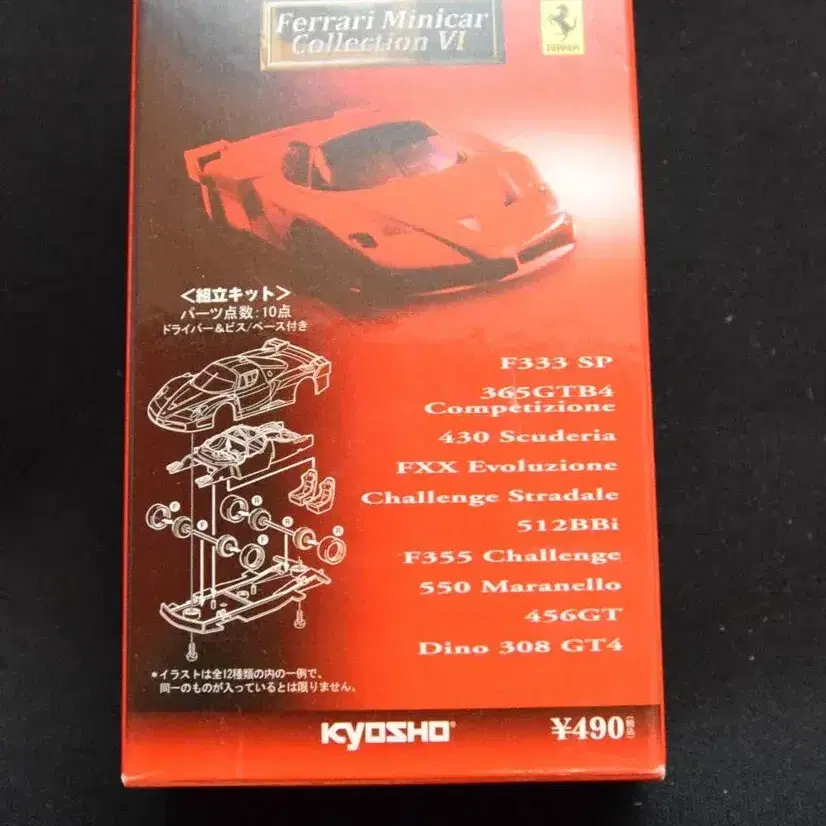 Ferrari Minicar
Collection VI
Ferrari
<組立キット>
パーツ点数:10点
ドライバー&ビス/ベース付き
F333 SP
365GTB4
Competizione
430 Scuderia
FXX Evoluzione
Challenge Stradale
512BBi
F355 Challenge
550 Maranello
456GT
Dino 308 GT4
F
R
F
R
F
R
*イラストは全12種類の内の一例で、
同一のものが入っているとは限りません。
KYOSHO
¥490